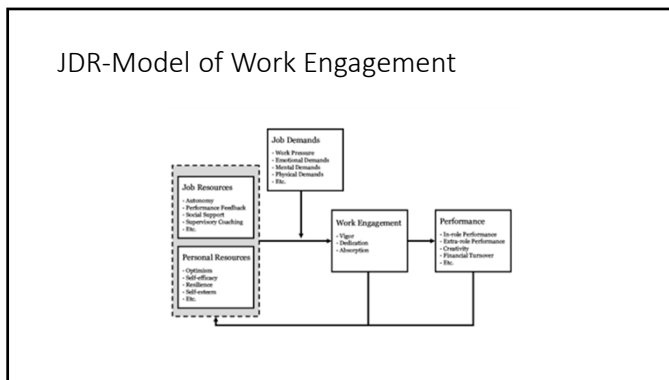 JDR-Model of Work Engagement
Job Demands
- Work Pressure
- Emotional Demands
- Mental Demands
- Physical Demands
- Etc.
Job Resources
- Autonomy
- Performance Feedback
- Social Support
- Supervisory Coaching
- Etc.
Personal Resources
- Optimism
- Self-efficacy
- Resilience
- Self-esteem
- Etc.
Work Engagement
- Vigor
- Dedication
- Absorption
Performance
- In-role Performance
- Extra-role Performance
- Creativity
- Financial Turnover
- Etc.